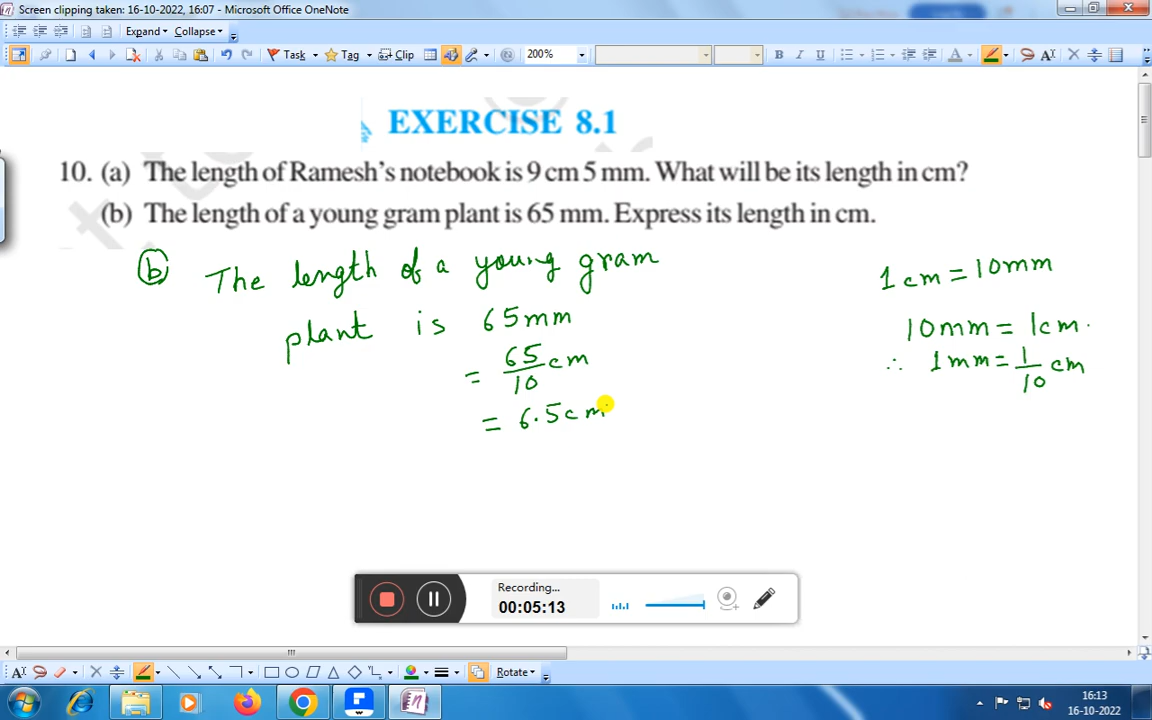 Screen clipping taken: 16-10-2022, 16:07 - Microsoft Office OneNote
Expand Collapse
Task Tag Clip 200% B I U A
EXERCISE 8.1
10. (a) The length of Ramesh's notebook is 9 cm 5 mm. What will be its length in cm?
(b) The length of a young gram plant is 65 mm. Express its length in cm.
(b) The length of a young gram
plant is 65mm
= 65/10 cm
= 6.5cm
1cm = 10mm
10mm = 1cm.
∴ 1mm = 1/10 cm
Recording...
00:05:13
Rotate
16:13
16-10-2022